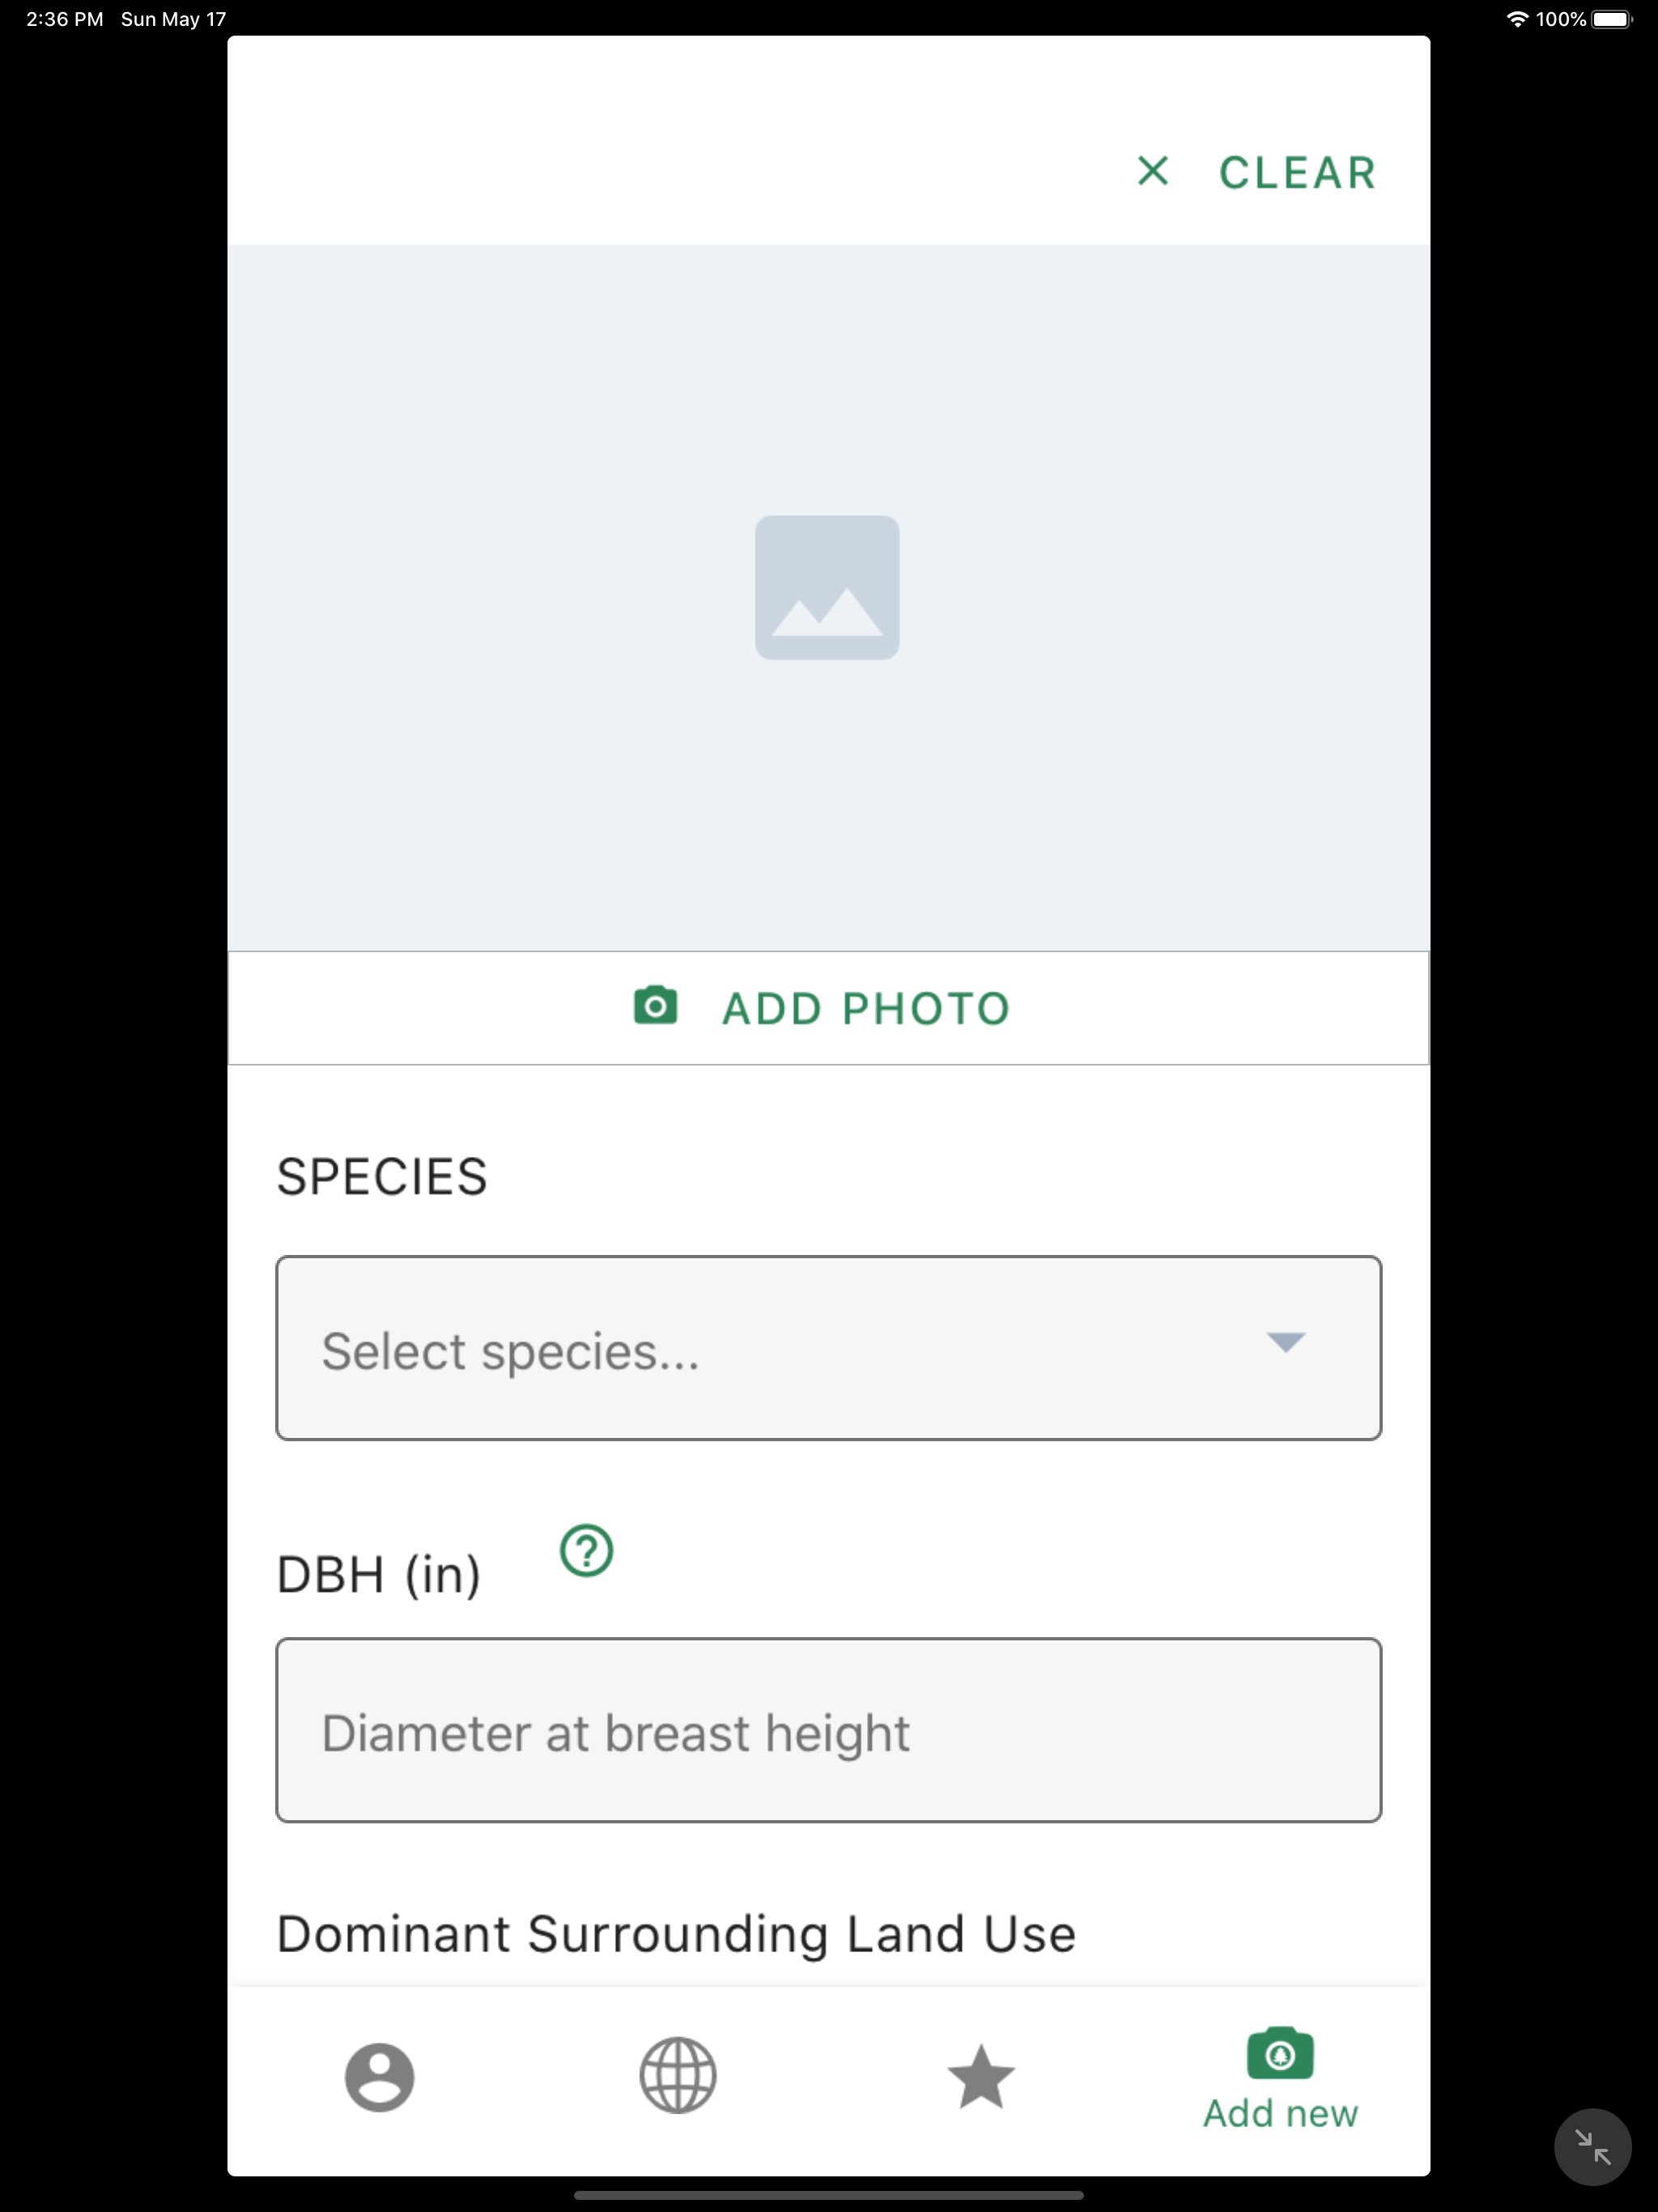 2:36 PM Sun May 17
100%
CLEAR
ADD PHOTO
SPECIES
Select species...
DBH (in)
Diameter at breast height
Dominant Surrounding Land Use
Add new